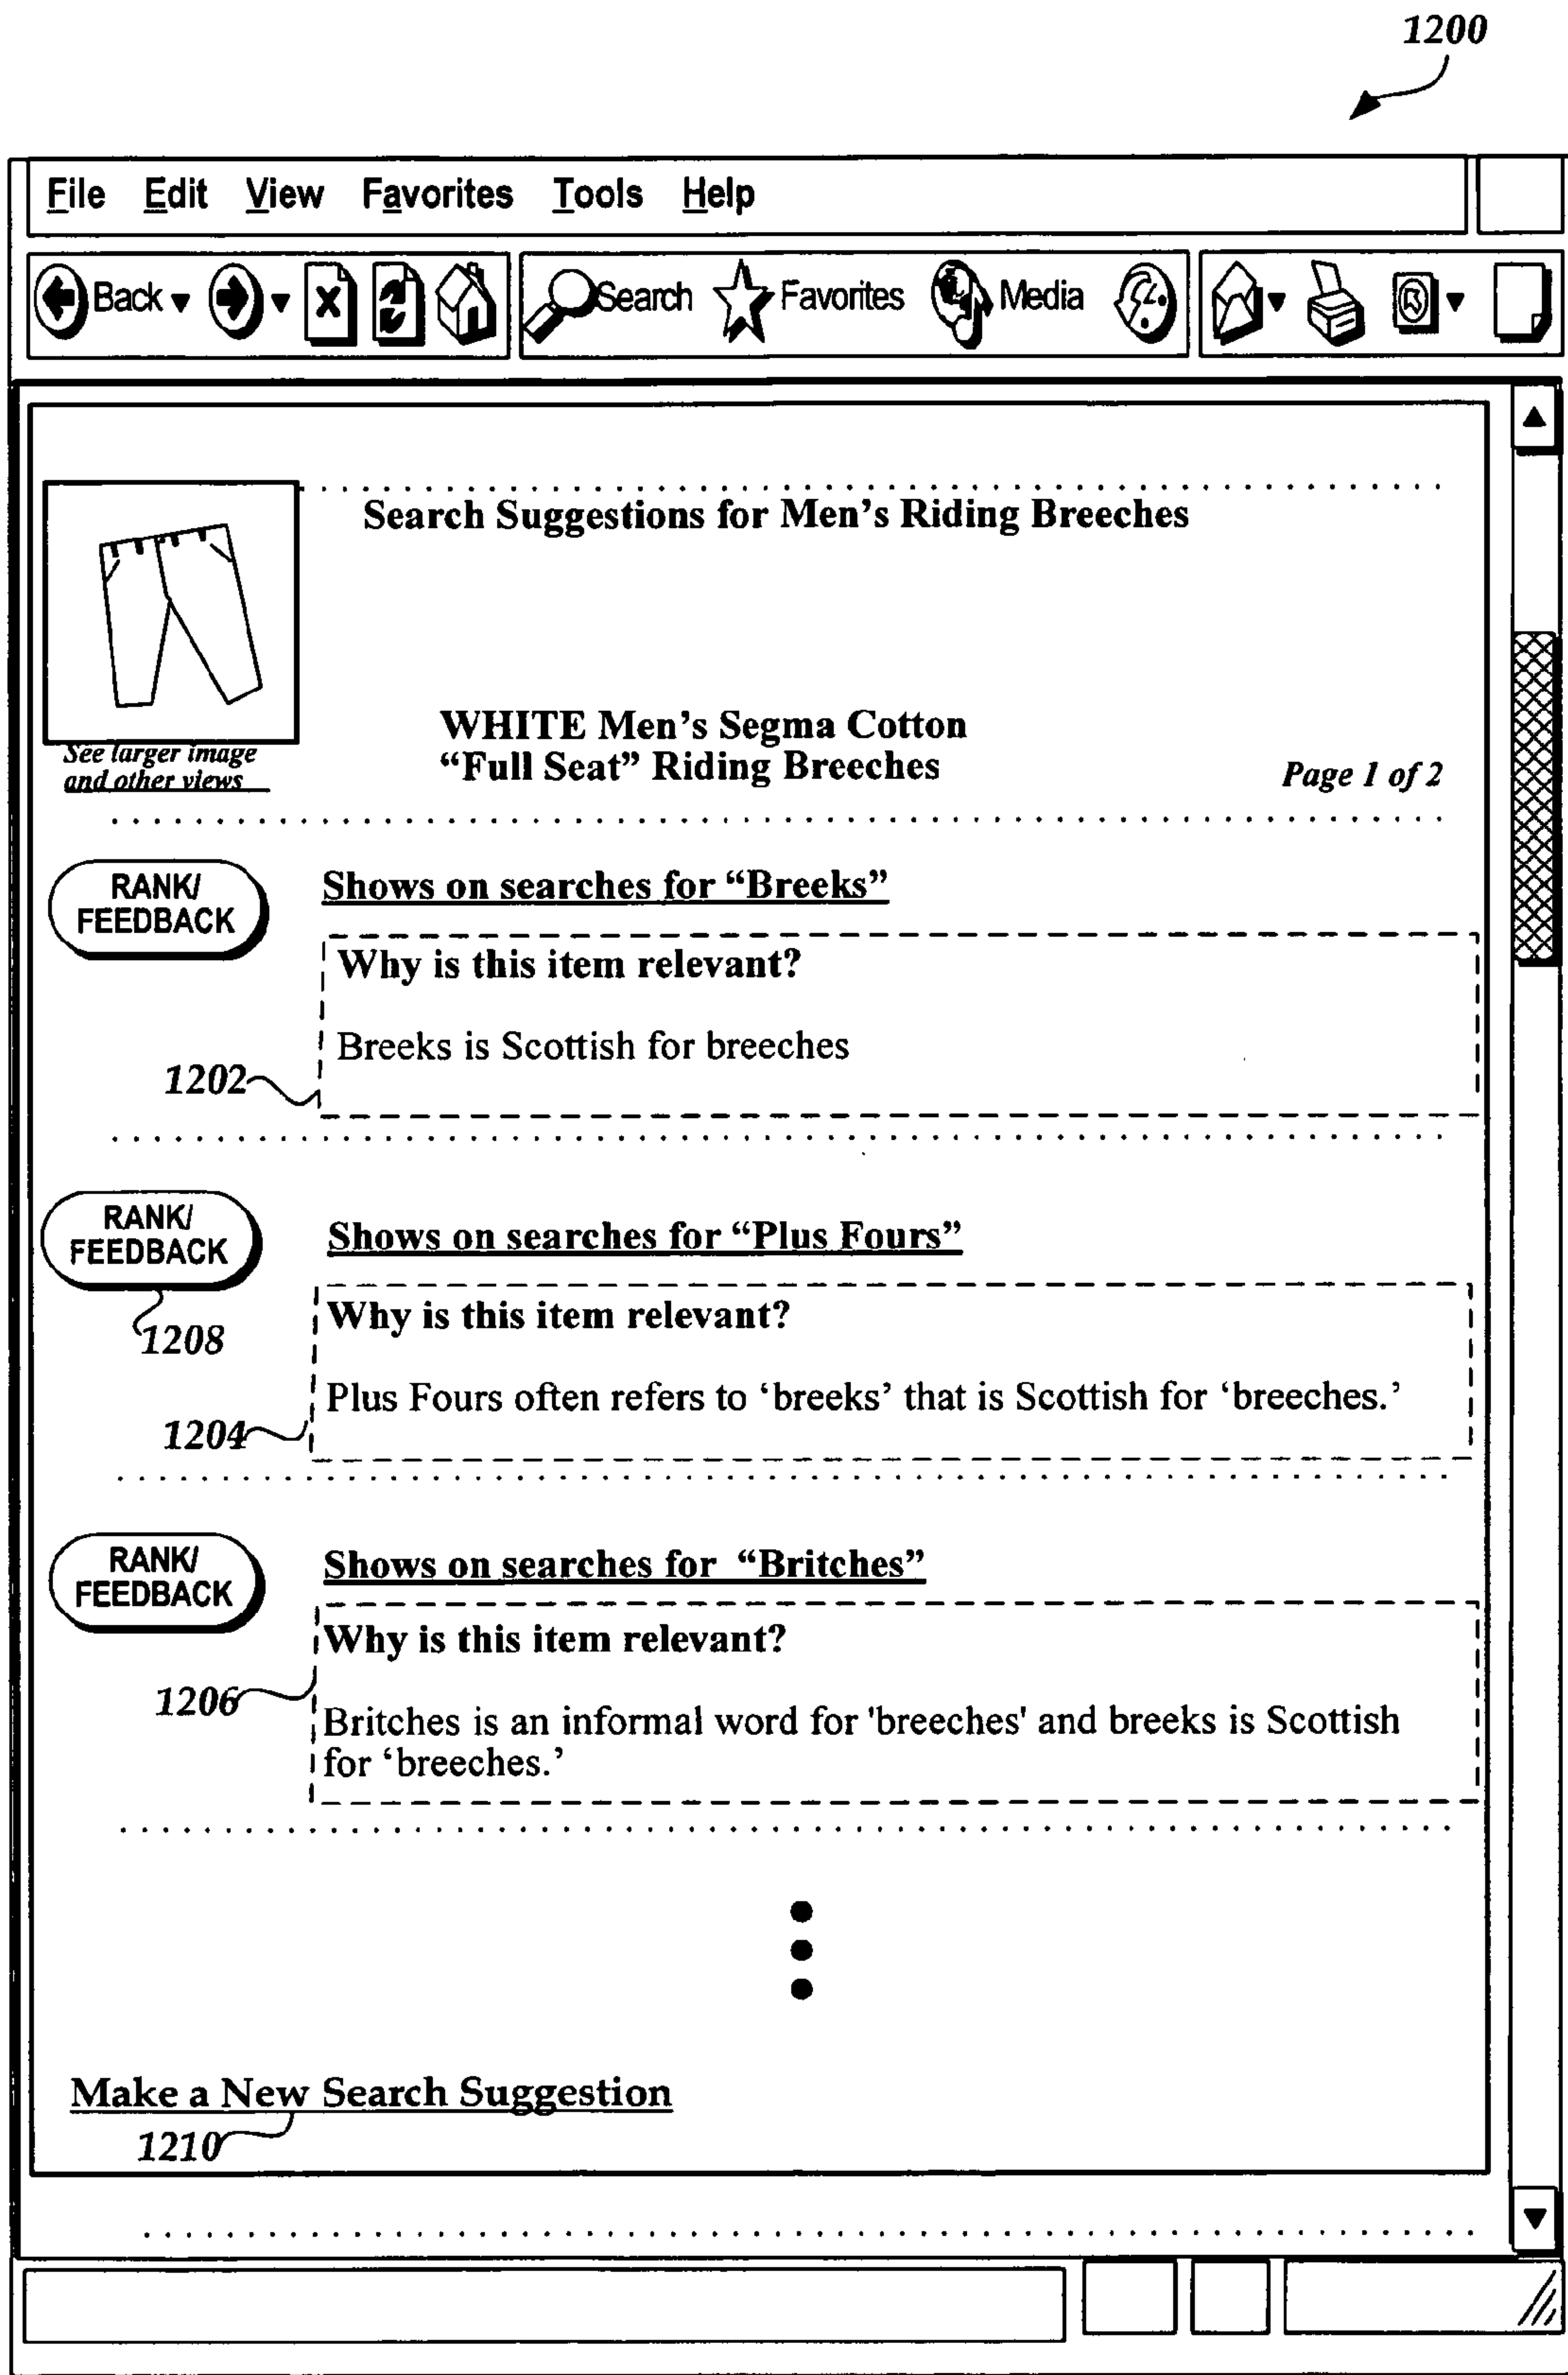 1200
File Edit View Favorites Tools Help
Back Search Favorites Media
Search Suggestions for Men's Riding Breeches
WHITE Men's Segma Cotton
“Full Seat” Riding Breeches
See larger image
and other views
Page 1 of 2
RANK/
FEEDBACK
Shows on searches for “Breeks”
Why is this item relevant?
Breeks is Scottish for breeches
1202
RANK/
FEEDBACK
Shows on searches for “Plus Fours”
1208
Why is this item relevant?
Plus Fours often refers to ‘breeks’ that is Scottish for ‘breeches.’
1204
RANK/
FEEDBACK
Shows on searches for “Britches”
Why is this item relevant?
1206
Britches is an informal word for 'breeches' and breeks is Scottish
for ‘breeches.’
Make a New Search Suggestion
1210